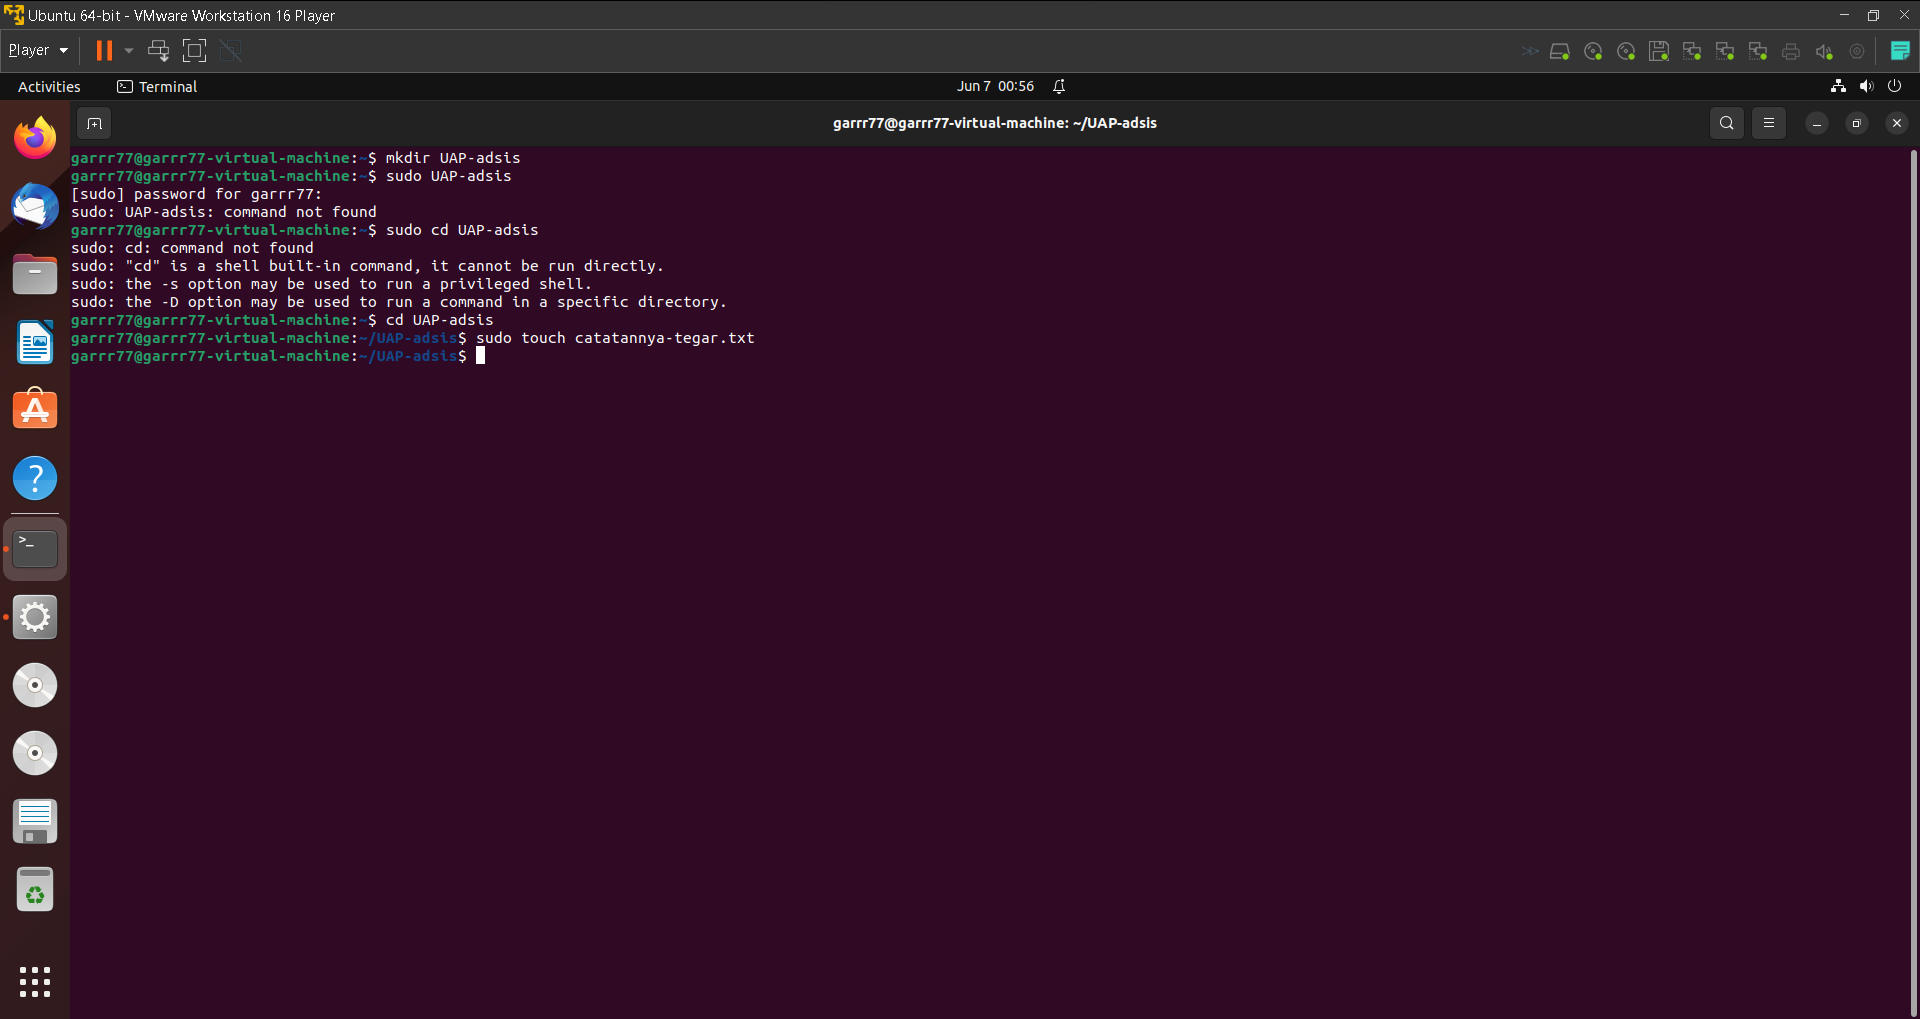 Ubuntu 64-bit - VMware Workstation 16 Player
Player
Activities
Terminal
Jun 7 00:56
garrr77@garrr77-virtual-machine: ~/UAP-adsis
garrr77@garrr77-virtual-machine:~$ mkdir UAP-adsis
garrr77@garrr77-virtual-machine:~$ sudo UAP-adsis
[sudo] password for garrr77:
sudo: UAP-adsis: command not found
garrr77@garrr77-virtual-machine:~$ sudo cd UAP-adsis
sudo: cd: command not found
sudo: "cd" is a shell built-in command, it cannot be run directly.
sudo: the -s option may be used to run a privileged shell.
sudo: the -D option may be used to run a command in a specific directory.
garrr77@garrr77-virtual-machine:~$ cd UAP-adsis
garrr77@garrr77-virtual-machine:~/UAP-adsis$ sudo touch catatannya-tegar.txt
garrr77@garrr77-virtual-machine:~/UAP-adsis$